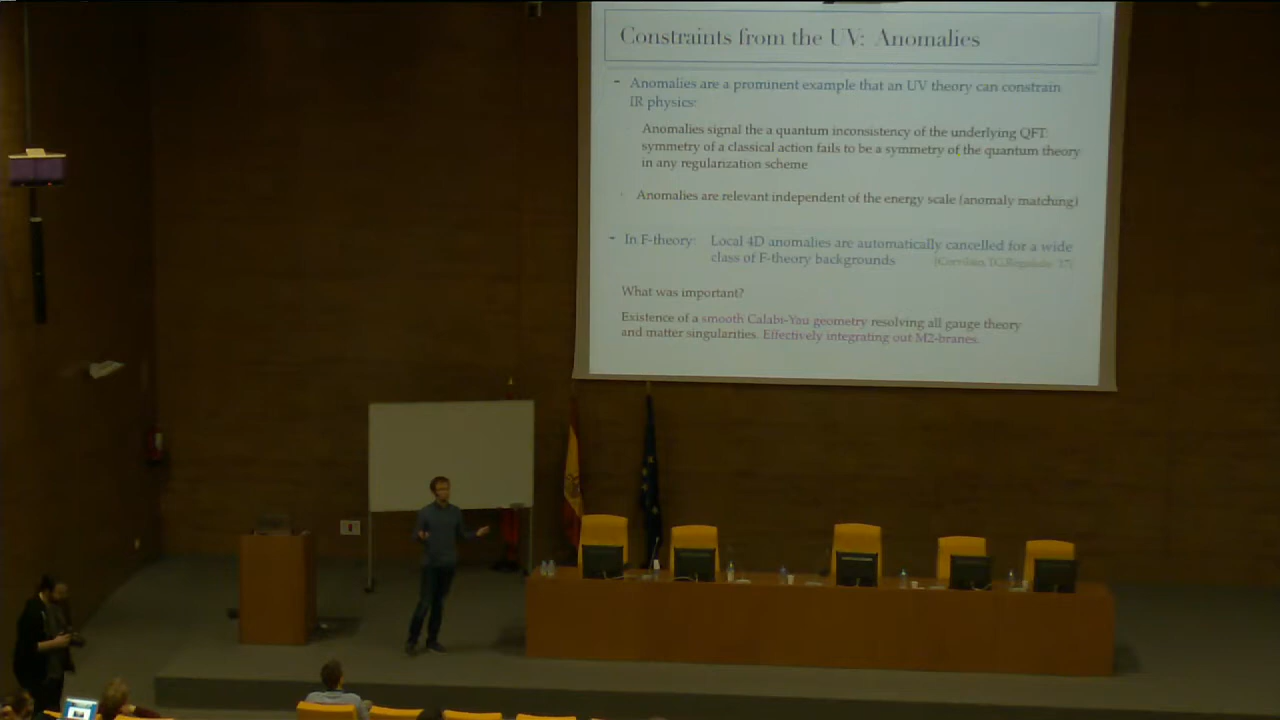 Constraints from the UV: Anomalies
- Anomalies are a prominent example that an UV theory can constrain
IR physics:
Anomalies signal the a quantum inconsistency of the underlying QFT:
symmetry of a classical action fails to be a symmetry of the quantum theory
in any regularization scheme
· Anomalies are relevant independent of the energy scale (anomaly matching)
- In F-theory: Local 4D anomalies are automatically cancelled for a wide
class of F-theory backgrounds
What was important?
Existence of a smooth Calabi-Yau geometry resolving all gauge theory
and matter singularities. Effectively integrating out M2-branes.